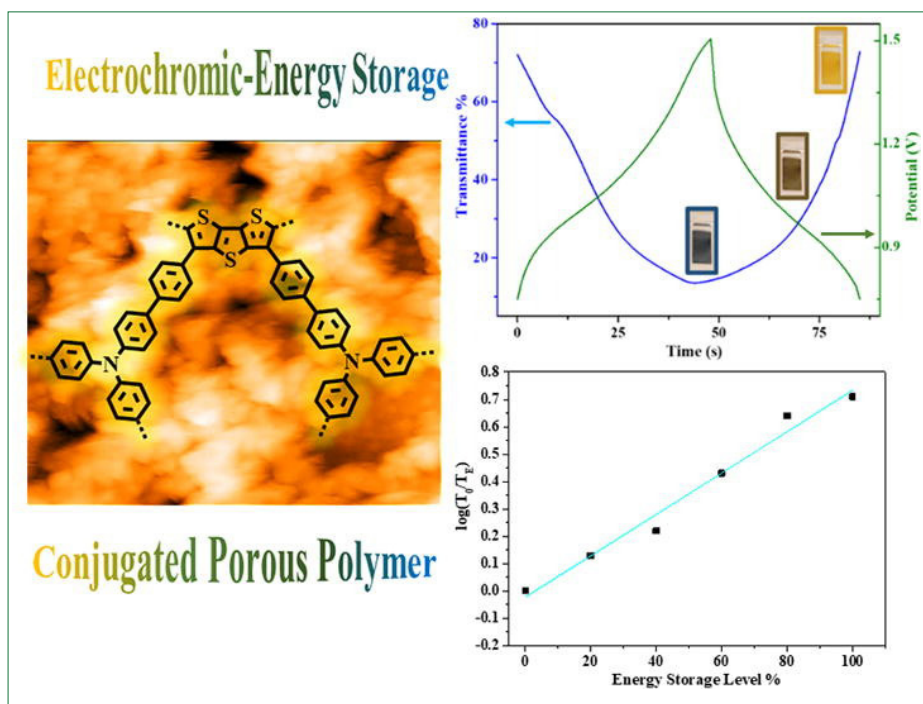 Electrochromic-Energy Storage
S
S
S
N
N
Conjugated Porous Polymer
Transmittance %
80
60
40
20
0
25
50
75
Time (s)
1.5
1.2
0.9
Potential (V)
log(T0/TE)
0.8
0.7
0.6
0.5
0.4
0.3
0.2
0.1
0.0
-0.1
-0.2
0
20
40
60
80
100
Energy Storage Level %